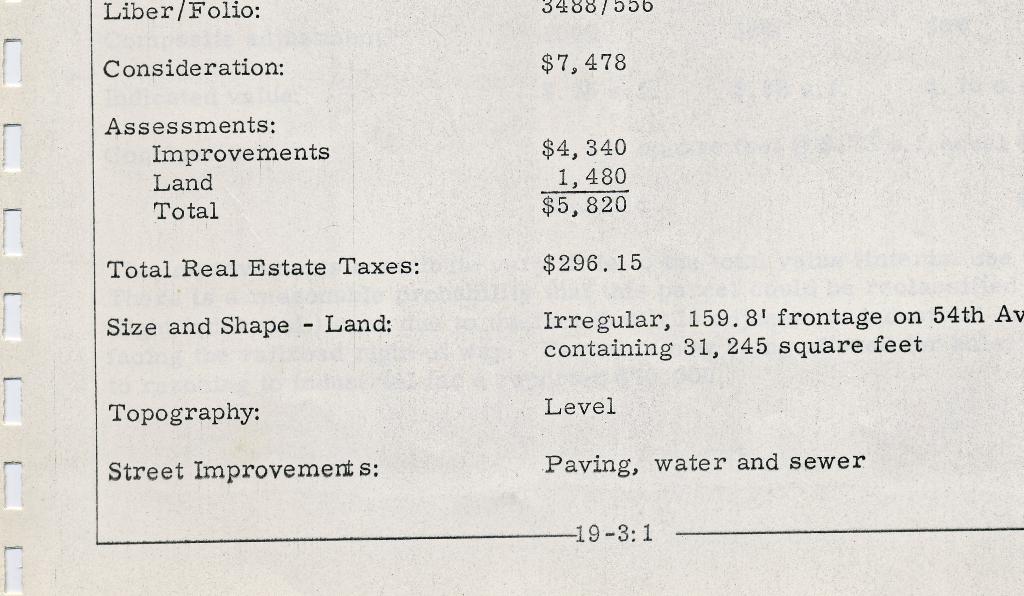 Liber/Folio: 3488/556
Consideration: $7,478
Assessments:
Improvements $4,340
Land 1,480
Total $5,820
Total Real Estate Taxes: $296.15
Size and Shape - Land: Irregular, 159.8' frontage on 54th Av
containing 31,245 square feet
Topography: Level
Street Improvements: Paving, water and sewer
19-3:1